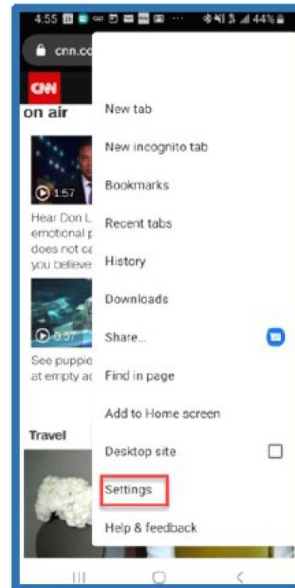 4:55
44%
cnn.co
CNN
on air
1:57
Hear Don L
emotional p
does not ca
you believe
0:57
See puppie
at empty ac
Travel
New tab
New incognito tab
Bookmarks
Recent tabs
History
Downloads
Share...
Find in page
Add to Home screen
Desktop site
Settings
Help & feedback